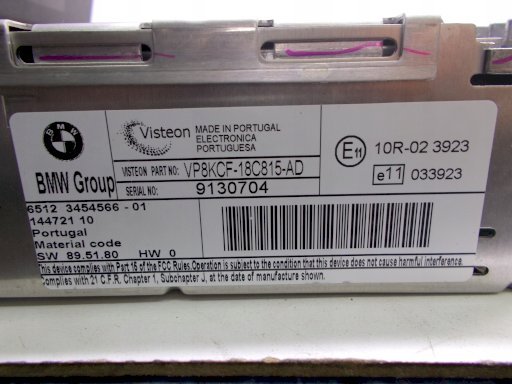 BMW
BMW Group
Visteon
MADE IN PORTUGAL
ELECTRONICA
PORTUGUESA
VISTEON PART NO: VP8KCF-18C815-AD
SERIAL NO: 9130704
E11 10R-02 3923
e11 033923
6512 3454566 - 01
144721 10
Portugal
Material code
SW 89.51.80 HW 0
This device complies with Part 15 of the FCC Rules.Operation is subject to the condition that this device does not cause harmful interference.
Complies with 21 C.F.R. Chapter 1, Subchapter J, at the date of manufacture shown.